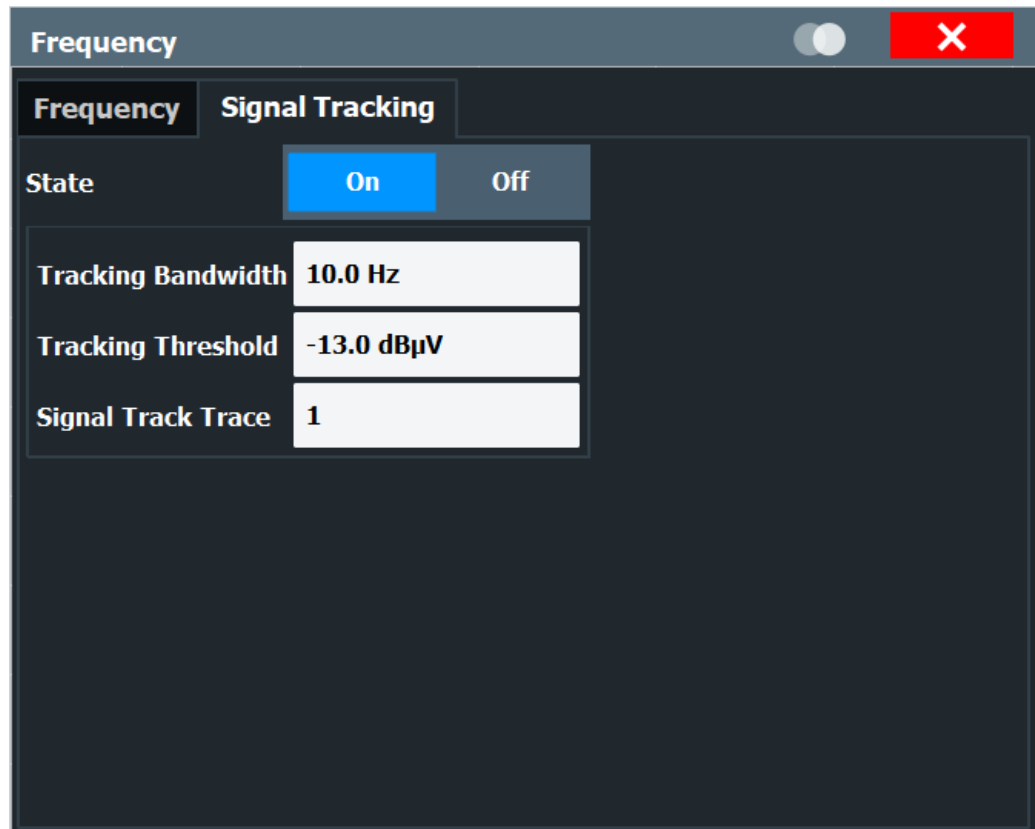 Frequency
Frequency Signal Tracking
State On Off
Tracking Bandwidth 10.0 Hz
Tracking Threshold -13.0 dBµV
Signal Track Trace 1